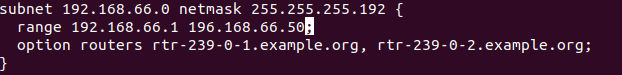 subnet 192.168.66.0 netmask 255.255.255.192 {
  range 192.168.66.1 196.168.66.50;
  option routers rtr-239-0-1.example.org, rtr-239-0-2.example.org;
}